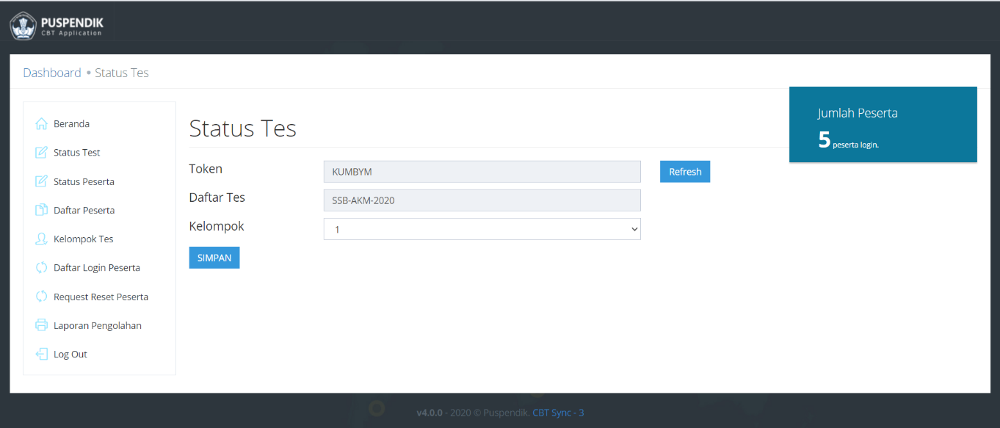 PUSPENDIK
CBT Application
Dashboard • Status Tes
Jumlah Peserta
5 peserta login.
Beranda
Status Test
Status Peserta
Daftar Peserta
Kelompok Tes
Daftar Login Peserta
Request Reset Peserta
Laporan Pengolahan
Log Out
Status Tes
Token KUMBYM Refresh
Daftar Tes SSB-AKM-2020
Kelompok 1
SIMPAN
v4.0.0 - 2020 © Puspendik. CBT Sync - 3